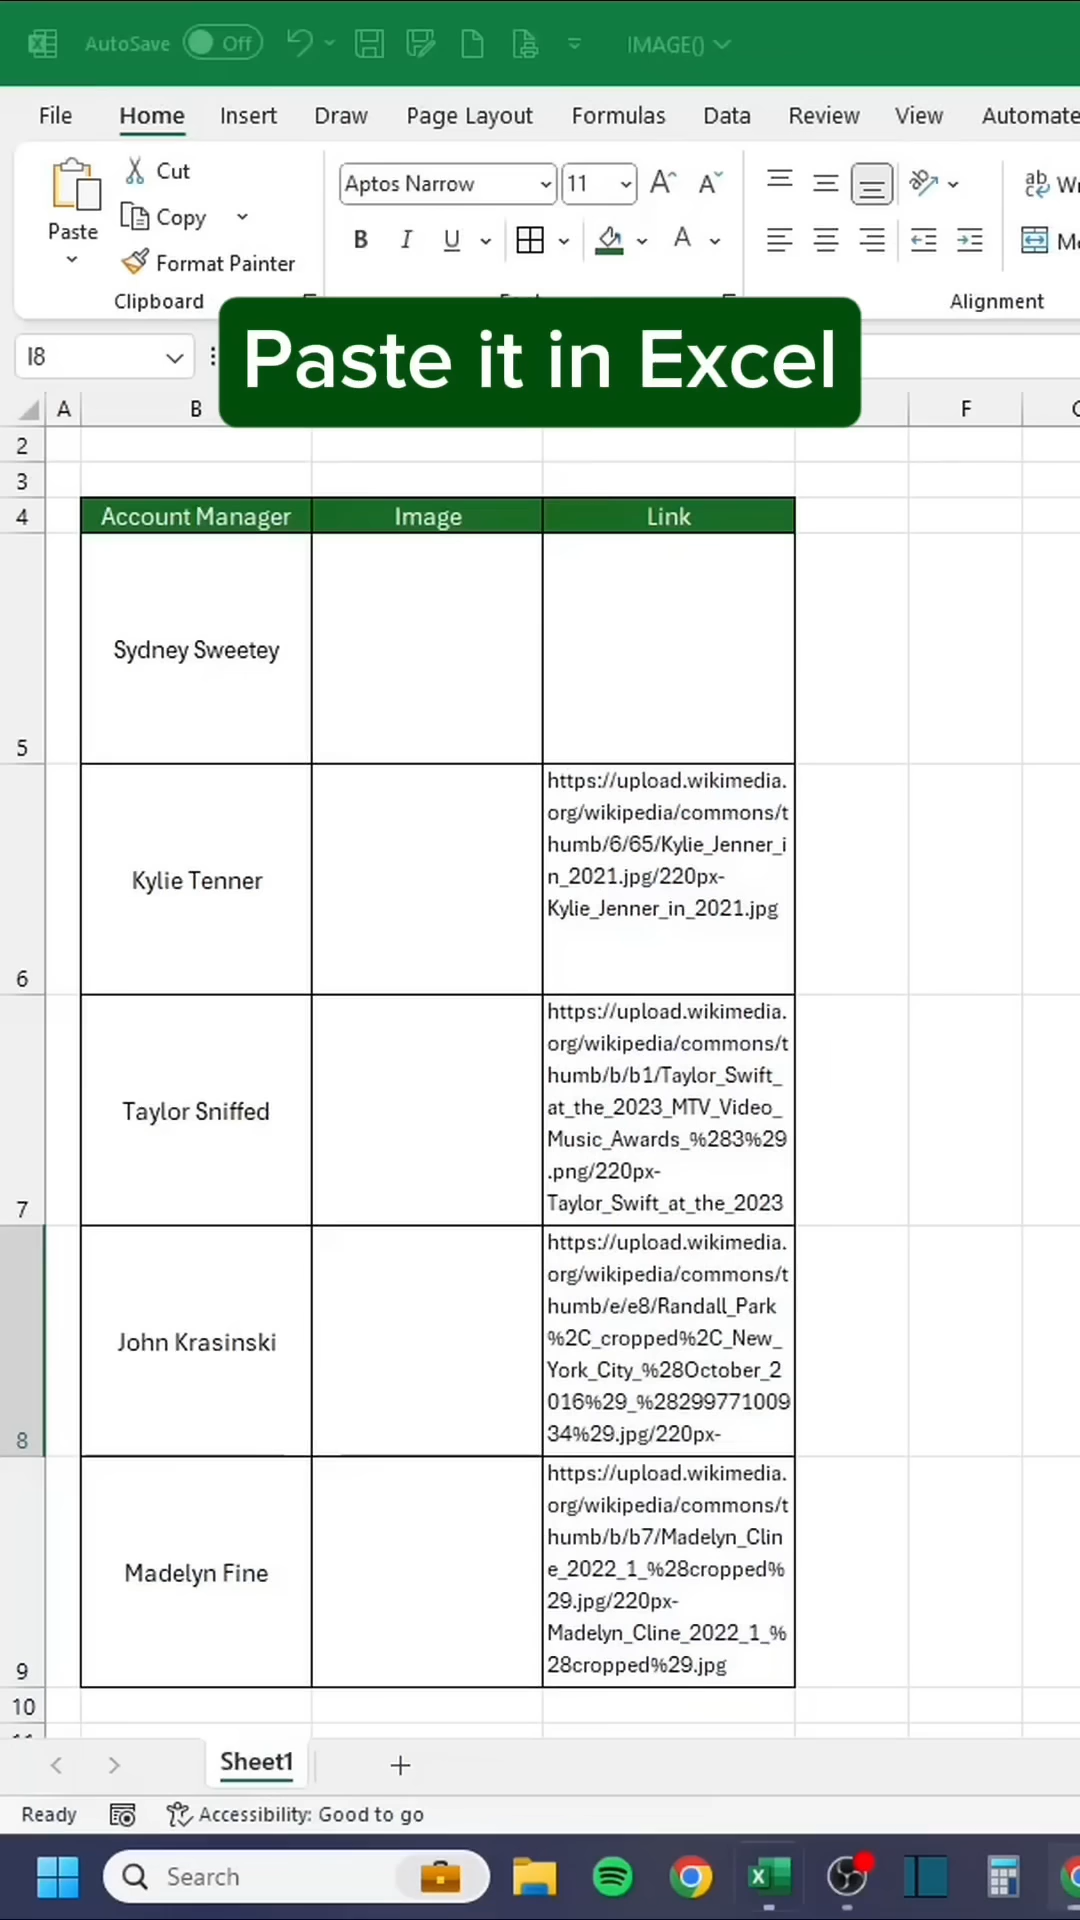 AutoSave Off IMAGE()
File Home Insert Draw Page Layout Formulas Data Review View Automate
Paste
Cut
Copy
Format Painter
Clipboard
Aptos Narrow 11
B I U A
Alignment
I8
Paste it in Excel
A B F
2
3
4 Account Manager Image Link
5 Sydney Sweetey
6 Kylie Tenner
https://upload.wikimedia.
org/wikipedia/commons/t
humb/6/65/Kylie_Jenner_i
n_2021.jpg/220px-
Kylie_Jenner_in_2021.jpg
7 Taylor Sniffed
https://upload.wikimedia.
org/wikipedia/commons/t
humb/b/b1/Taylor_Swift_
at_the_2023_MTV_Video_
Music_Awards_%283%29
.png/220px-
Taylor_Swift_at_the_2023
8 John Krasinski
https://upload.wikimedia.
org/wikipedia/commons/t
humb/e/e8/Randall_Park
%2C_cropped%2C_New_
York_City_%28October_2
016%29_%28299771009
34%29.jpg/220px-
9 Madelyn Fine
https://upload.wikimedia.
org/wikipedia/commons/t
humb/b/b7/Madelyn_Clin
e_2022_1_%28cropped%
29.jpg/220px-
Madelyn_Cline_2022_1_%
28cropped%29.jpg
10
Sheet1
Ready Accessibility: Good to go
Search